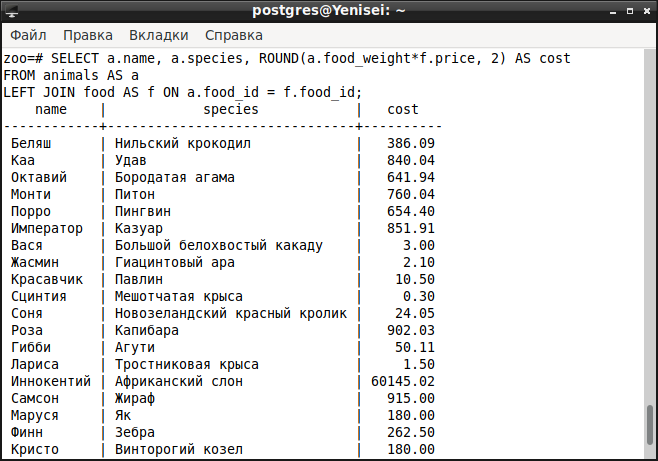 postgres@Yenisei: ~
Файл Правка Вкладки Справка
zoo=# SELECT a.name, a.species, ROUND(a.food_weight*f.price, 2) AS cost
FROM animals AS a
LEFT JOIN food AS f ON a.food_id = f.food_id;
    name    |            species            |   cost
------------+-------------------------------+----------
 Беляш      | Нильский крокодил             |   386.09
 Каа        | Удав                          |   840.04
 Октавий    | Бородатая агама               |   641.94
 Монти      | Питон                         |   760.04
 Порро      | Пингвин                       |   654.40
 Император  | Казуар                        |   851.91
 Вася       | Большой белохвостый какаду    |     3.00
 Жасмин     | Гиацинтовый ара               |     2.10
 Красавчик  | Павлин                        |    10.50
 Сцинтия    | Мешотчатая крыса              |     0.30
 Соня       | Новозеландский красный кролик |    24.05
 Роза       | Капибара                      |   902.03
 Гибби      | Агути                         |    50.11
 Лариса     | Тростниковая крыса            |     1.50
 Иннокентий | Африканский слон              | 60145.02
 Самсон     | Жираф                         |   915.00
 Маруся     | Як                            |   180.00
 Финн       | Зебра                         |   262.50
 Кристо     | Винторогий козел              |   180.00